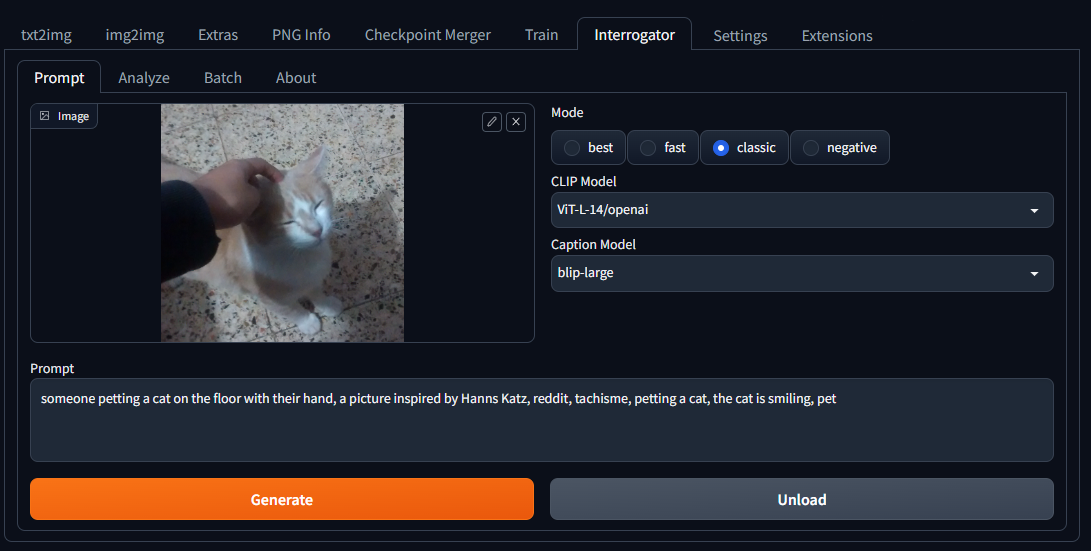 txt2img img2img Extras PNG Info Checkpoint Merger Train Interrogator Settings Extensions
Prompt Analyze Batch About
Image
Mode
best fast classic negative
CLIP Model
ViT-L-14/openai
Caption Model
blip-large
Prompt
someone petting a cat on the floor with their hand, a picture inspired by Hanns Katz, reddit, tachisme, petting a cat, the cat is smiling, pet
Generate Unload